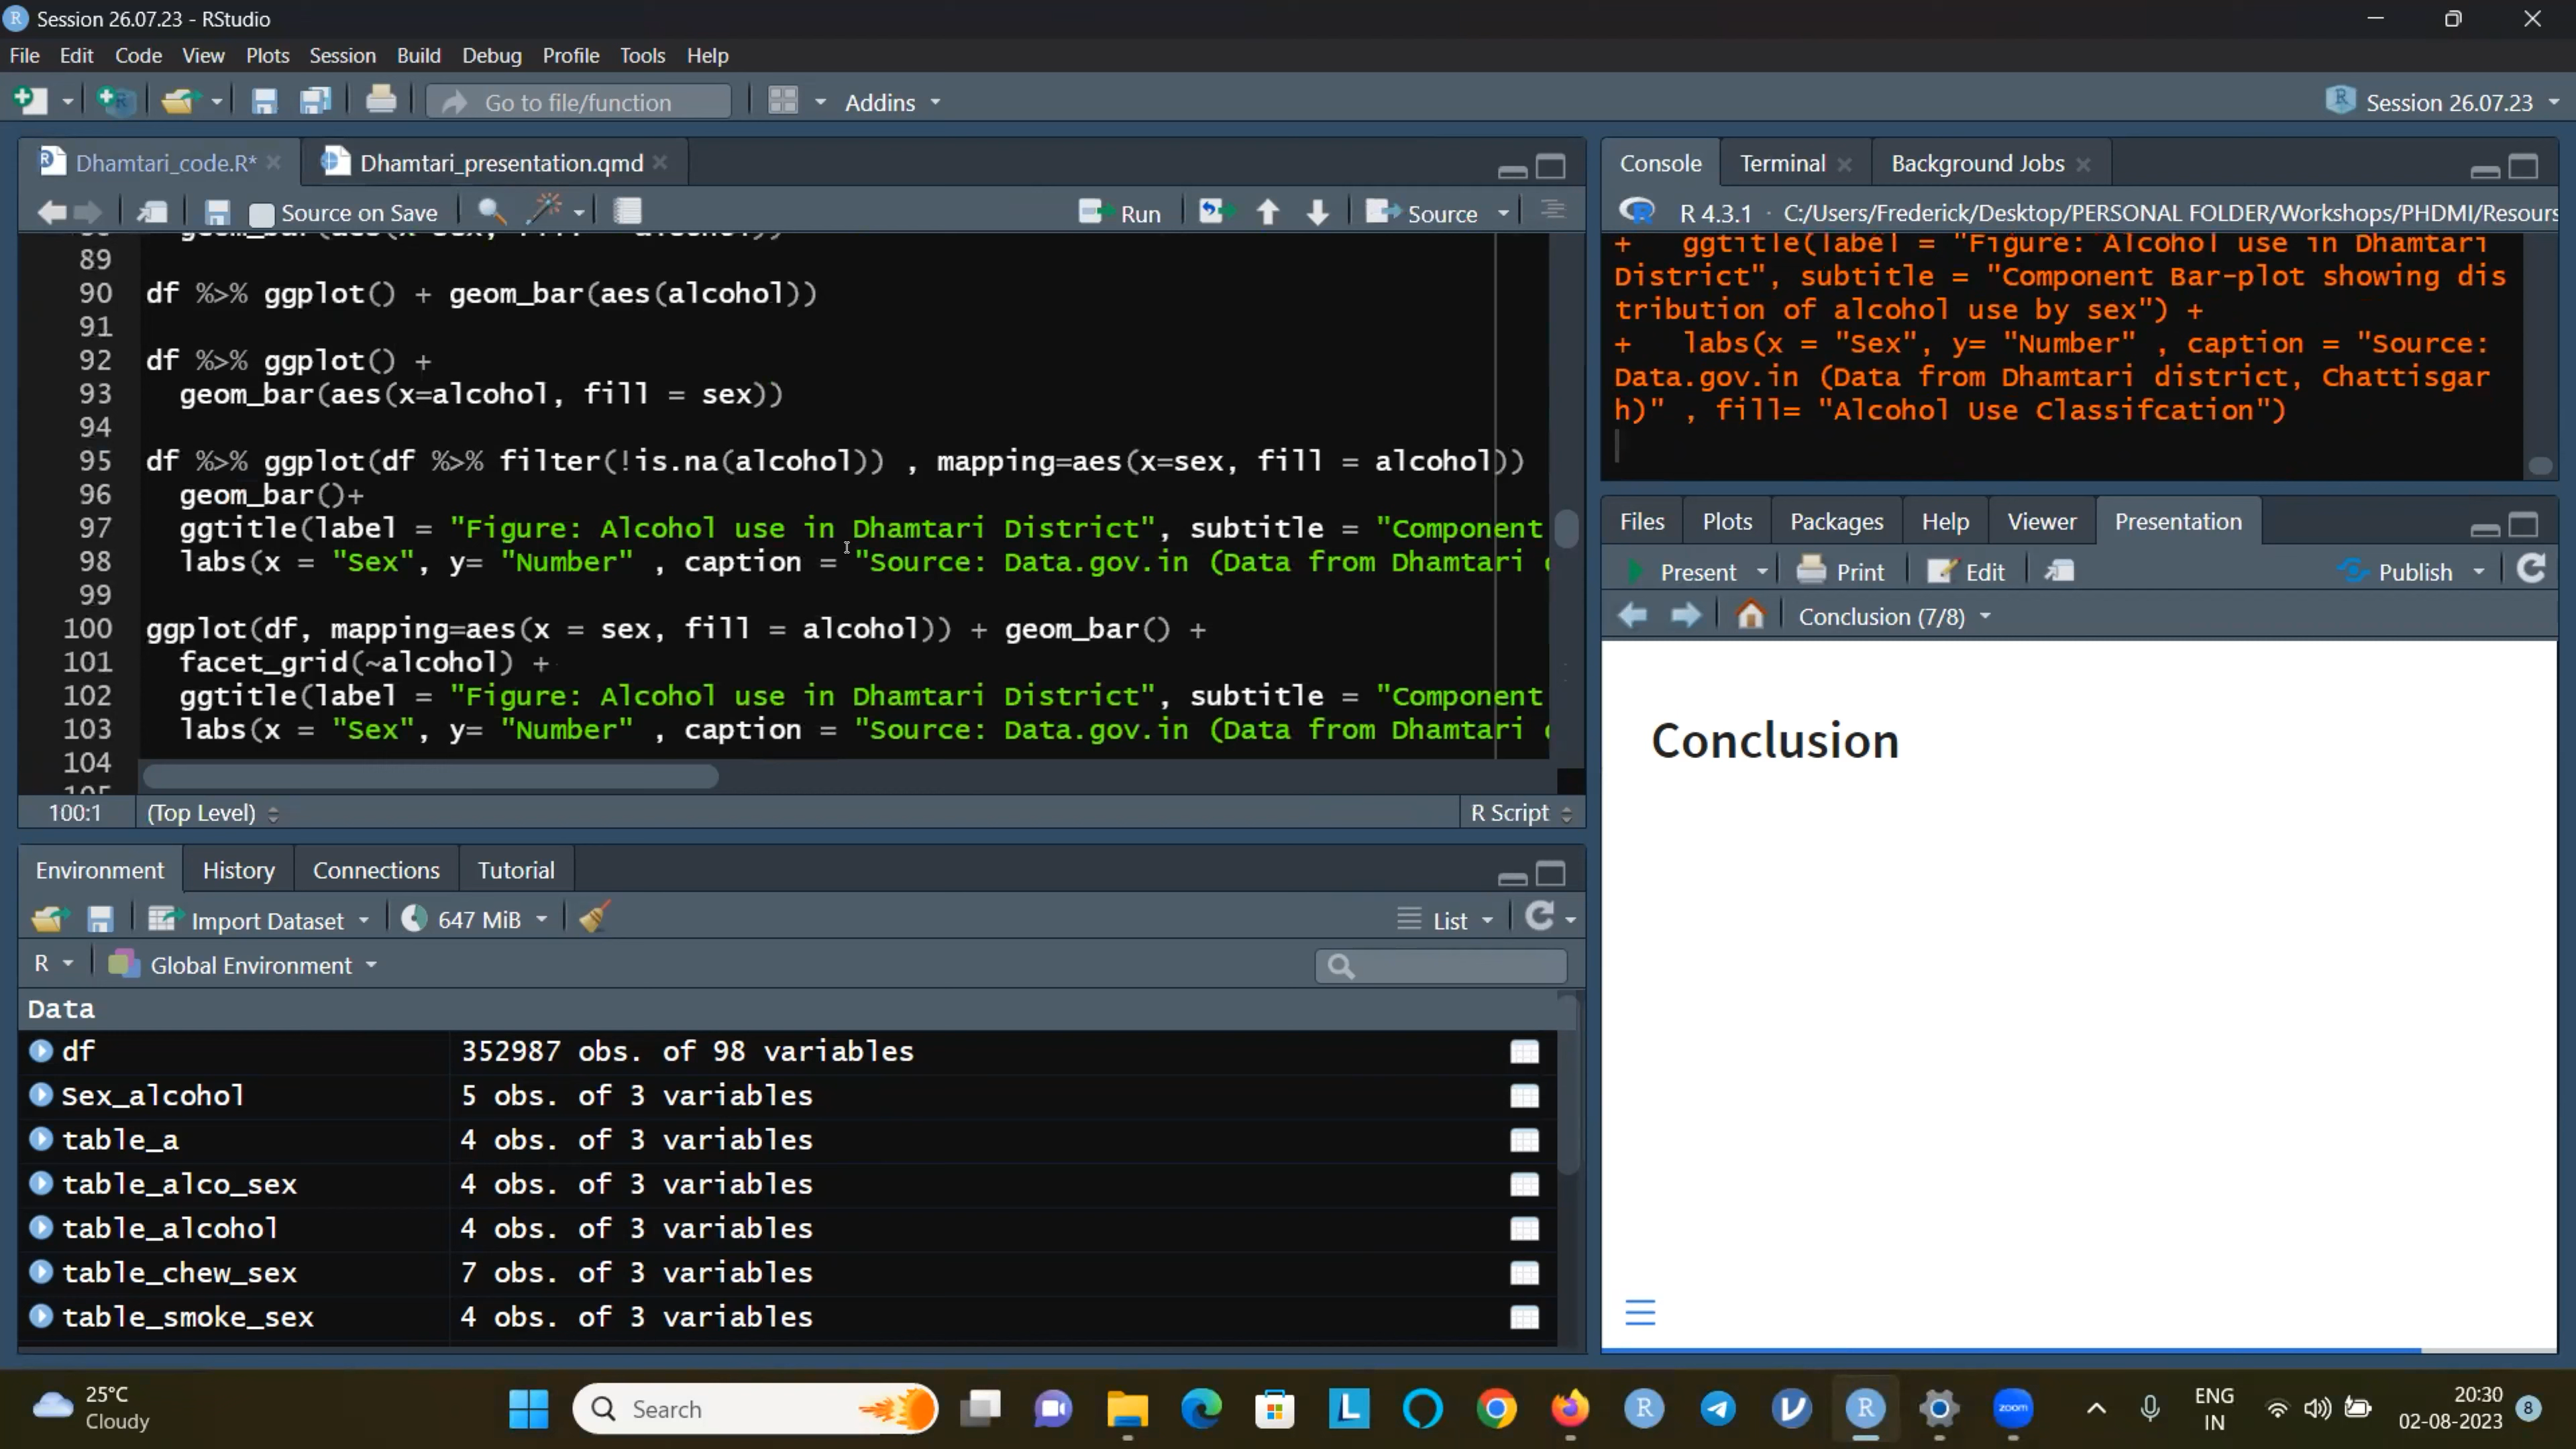 Session 26.07.23 - RStudio
File Edit Code View Plots Session Build Debug Profile Tools Help
Go to file/function Addins Session 26.07.23
Dhamtari_code.R* Dhamtari_presentation.qmd
Source on Save Run Source
89
90 df %>% ggplot() + geom_bar(aes(alcohol))
91
92 df %>% ggplot() +
93 geom_bar(aes(x=alcohol, fill = sex))
94
95 df %>% ggplot(df %>% filter(!is.na(alcohol)) , mapping=aes(x=sex, fill = alcohol))
96 geom_bar()+
97 ggtitle(label = "Figure: Alcohol use in Dhamtari District", subtitle = "Component
98 labs(x = "Sex", y= "Number" , caption = "Source: Data.gov.in (Data from Dhamtari
99
100 ggplot(df, mapping=aes(x = sex, fill = alcohol)) + geom_bar() +
101 facet_grid(~alcohol) +
102 ggtitle(label = "Figure: Alcohol use in Dhamtari District", subtitle = "Component
103 labs(x = "Sex", y= "Number" , caption = "Source: Data.gov.in (Data from Dhamtari
104
100:1 (Top Level) R Script
Environment History Connections Tutorial
Import Dataset 647 MiB List
R Global Environment
Data
df 352987 obs. of 98 variables
Sex_alcohol 5 obs. of 3 variables
table_a 4 obs. of 3 variables
table_alco_sex 4 obs. of 3 variables
table_alcohol 4 obs. of 3 variables
table_chew_sex 7 obs. of 3 variables
table_smoke_sex 4 obs. of 3 variables
Console Terminal Background Jobs
R 4.3.1 · C:/Users/Frederick/Desktop/PERSONAL FOLDER/Workshops/PHDMI/Resours
+ ggtitle(label = "Figure: Alcohol use in Dhamtari
District", subtitle = "Component Bar-plot showing dis
tribution of alcohol use by sex") +
+ labs(x = "Sex", y= "Number" , caption = "Source:
Data.gov.in (Data from Dhamtari district, Chattisgar
h)" , fill= "Alcohol Use Classifcation")
Files Plots Packages Help Viewer Presentation
Present Print Edit Publish
Conclusion (7/8)
Conclusion
25°C
Cloudy
Search
L
zoom
ENG
IN
20:30
02-08-2023
8